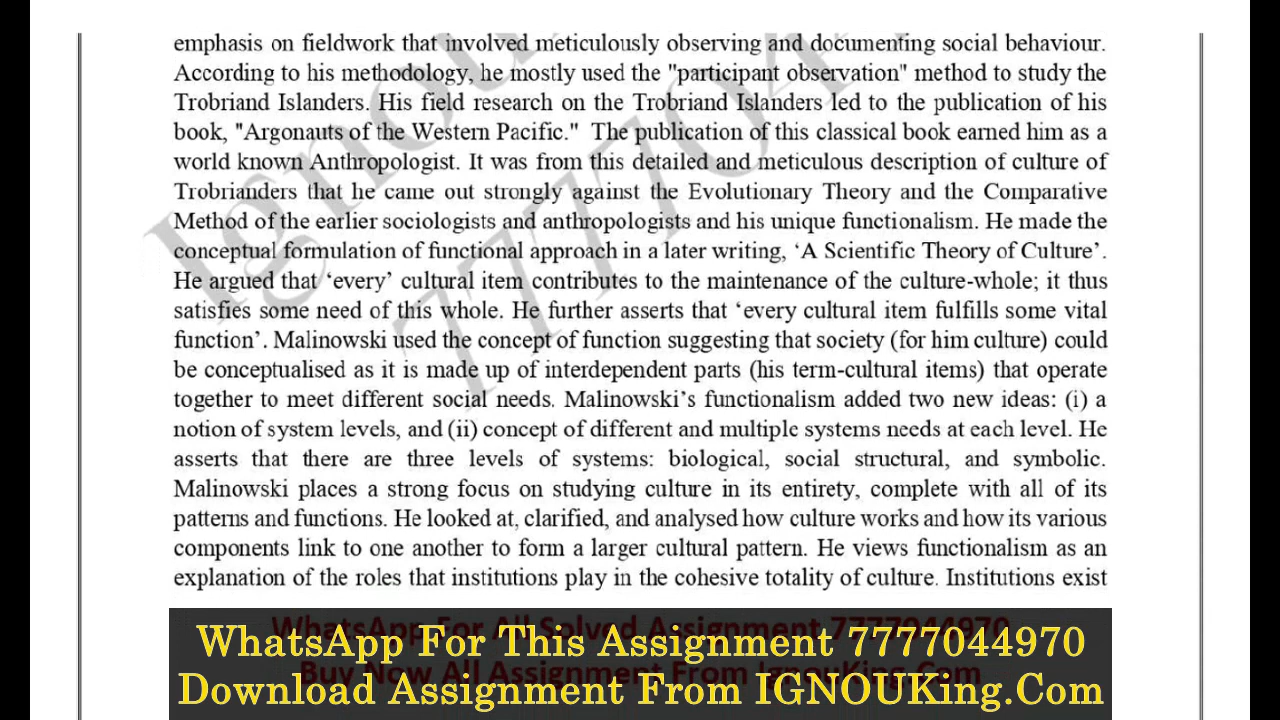 emphasis on fieldwork that involved meticulously observing and documenting social behaviour.
According to his methodology, he mostly used the "participant observation" method to study the
Trobriand Islanders. His field research on the Trobriand Islanders led to the publication of his
book, "Argonauts of the Western Pacific." The publication of this classical book earned him as a
world known Anthropologist. It was from this detailed and meticulous description of culture of
Trobrianders that he came out strongly against the Evolutionary Theory and the Comparative
Method of the earlier sociologists and anthropologists and his unique functionalism. He made the
conceptual formulation of functional approach in a later writing, ‘A Scientific Theory of Culture’.
He argued that ‘every’ cultural item contributes to the maintenance of the culture-whole; it thus
satisfies some need of this whole. He further asserts that ‘every cultural item fulfills some vital
function’. Malinowski used the concept of function suggesting that society (for him culture) could
be conceptualised as it is made up of interdependent parts (his term-cultural items) that operate
together to meet different social needs. Malinowski’s functionalism added two new ideas: (i) a
notion of system levels, and (ii) concept of different and multiple systems needs at each level. He
asserts that there are three levels of systems: biological, social structural, and symbolic.
Malinowski places a strong focus on studying culture in its entirety, complete with all of its
patterns and functions. He looked at, clarified, and analysed how culture works and how its various
components link to one another to form a larger cultural pattern. He views functionalism as an
explanation of the roles that institutions play in the cohesive totality of culture. Institutions exist
WhatsApp For All Solved Assignment 7777044970
WhatsApp For This Assignment 7777044970
Buy Now All Assignment From IgnouKing.Com
Download Assignment From IGNOUKing.Com